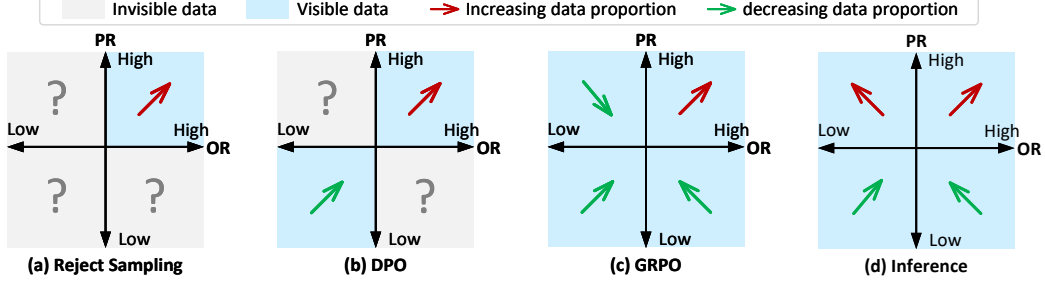 Invisible data Visible data Increasing data proportion decreasing data proportion
PR PR PR PR
High High High High
? ?
Low High Low High Low High Low High
OR OR OR OR
? ? ?
Low Low Low Low
(a) Reject Sampling (b) DPO (c) GRPO (d) Inference